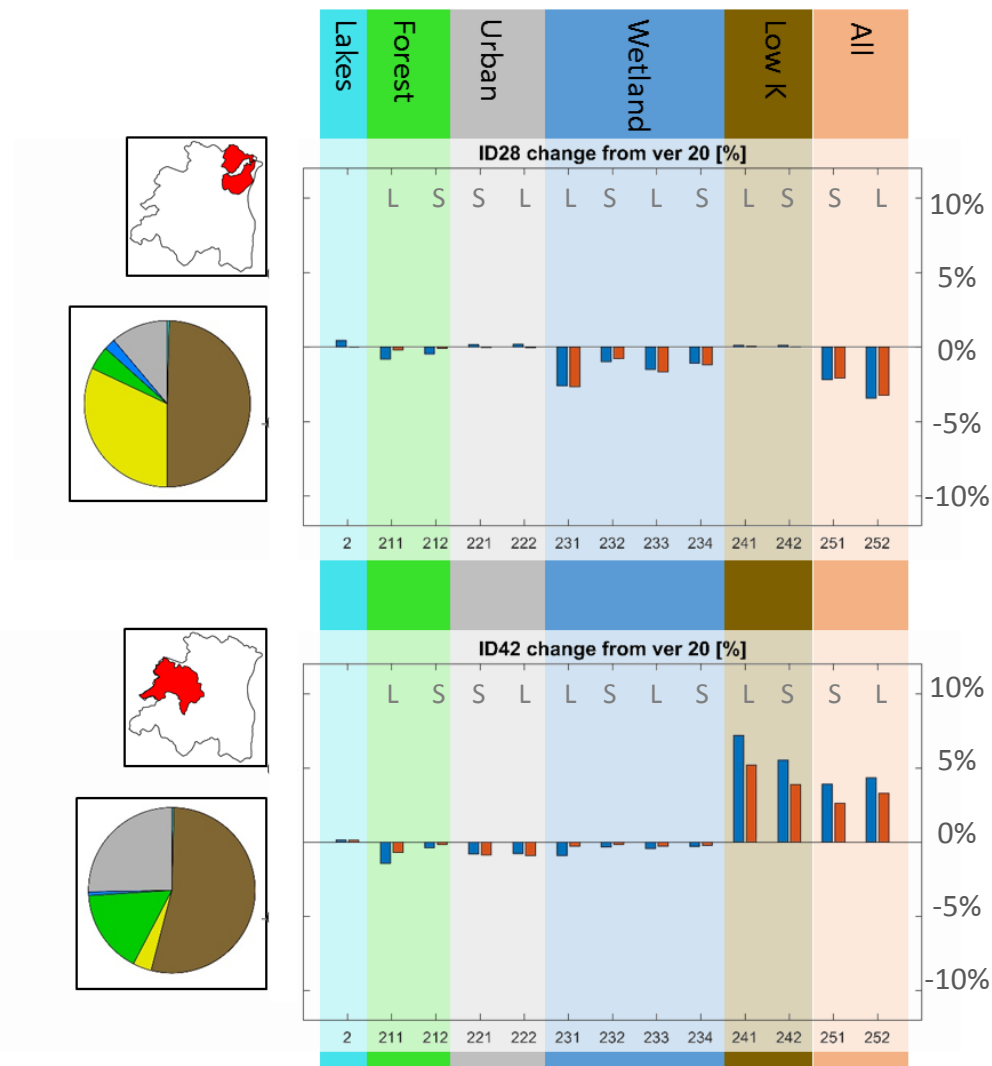 Lakes Forest Urban Wetland Low K All
ID28 change from ver 20 [%]
L S S L L S L S L S S L
10%
5%
0%
-5%
-10%
2 211 212 221 222 231 232 233 234 241 242 251 252
ID42 change from ver 20 [%]
L S S L L S L S L S S L
10%
5%
0%
-5%
-10%
2 211 212 221 222 231 232 233 234 241 242 251 252